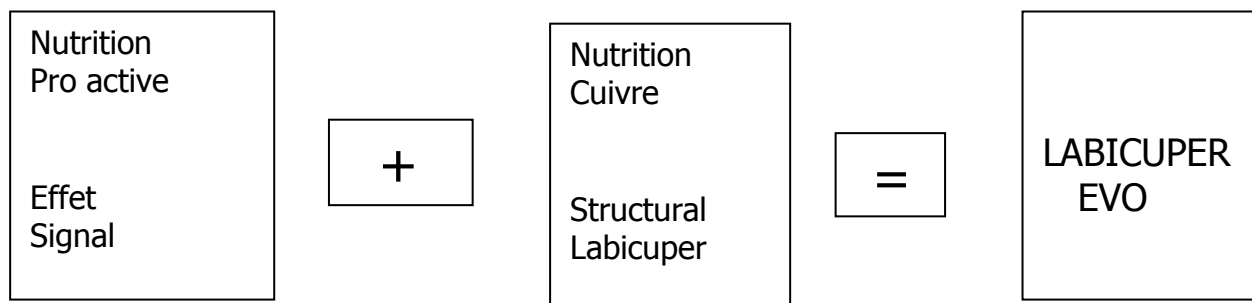 Nutrition
Pro active
Effet
Signal
+
Nutrition
Cuivre
Structural
Labicuper
=
LABICUPER
EVO